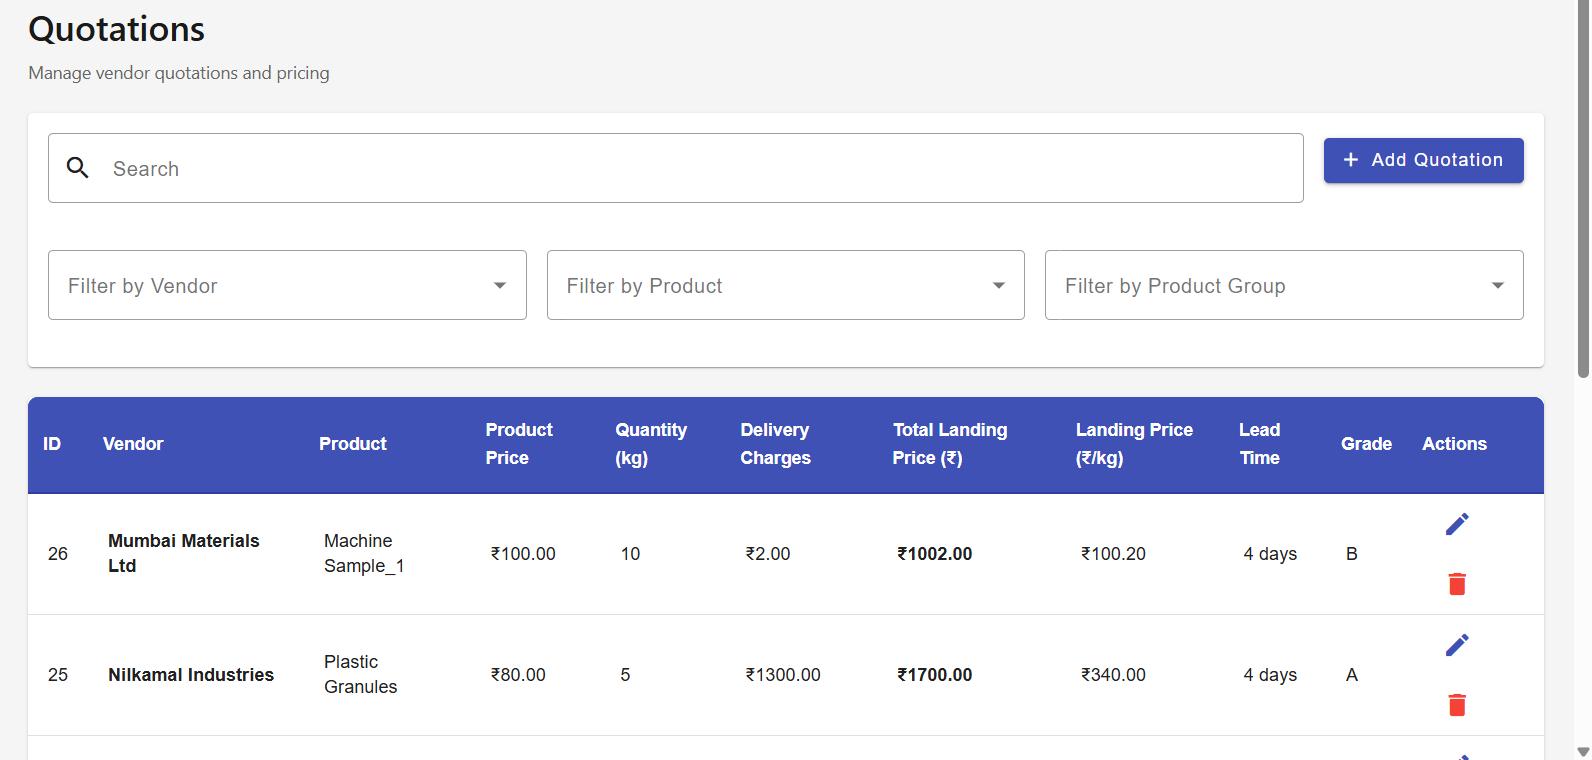 Quotations
Manage vendor quotations and pricing
Search
+ Add Quotation
Filter by Vendor
Filter by Product
Filter by Product Group
ID
Vendor
Product
Product
Price
Quantity
(kg)
Delivery
Charges
Total Landing
Price (₹)
Landing Price
(₹/kg)
Lead
Time
Grade
Actions
26
Mumbai Materials
Ltd
Machine
Sample_1
₹100.00
10
₹2.00
₹1002.00
₹100.20
4 days
B
25
Nilkamal Industries
Plastic
Granules
₹80.00
5
₹1300.00
₹1700.00
₹340.00
4 days
A